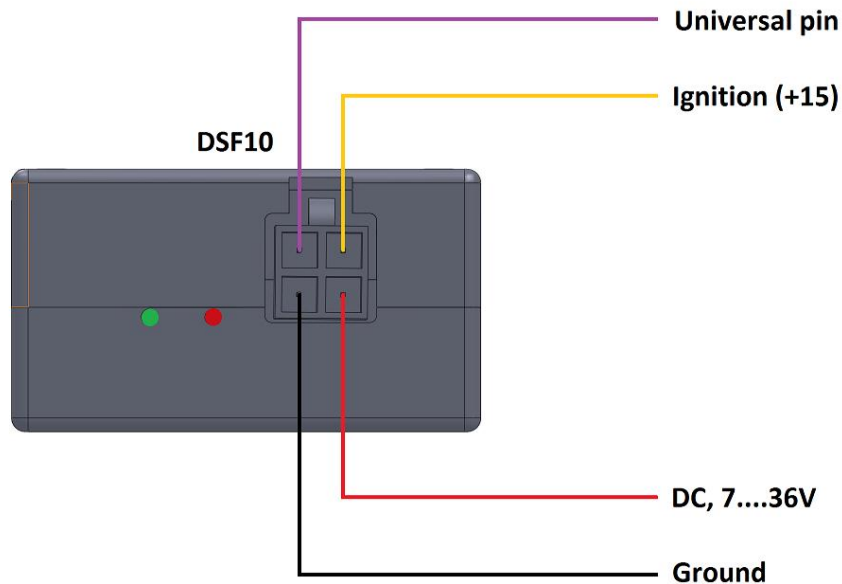 Universal pin
Ignition (+15)
DSF10
DC, 7....36V
Ground